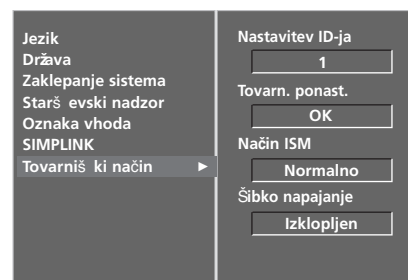 Jezik
Država
Zaklepanje sistema
Starševski nadzor
Oznaka vhoda
SIMPLINK
Tovarniški način ►
Nastavitev ID-ja
1
Tovarn. ponast.
OK
Način ISM
Normalno
Šibko napajanje
Izklopljen